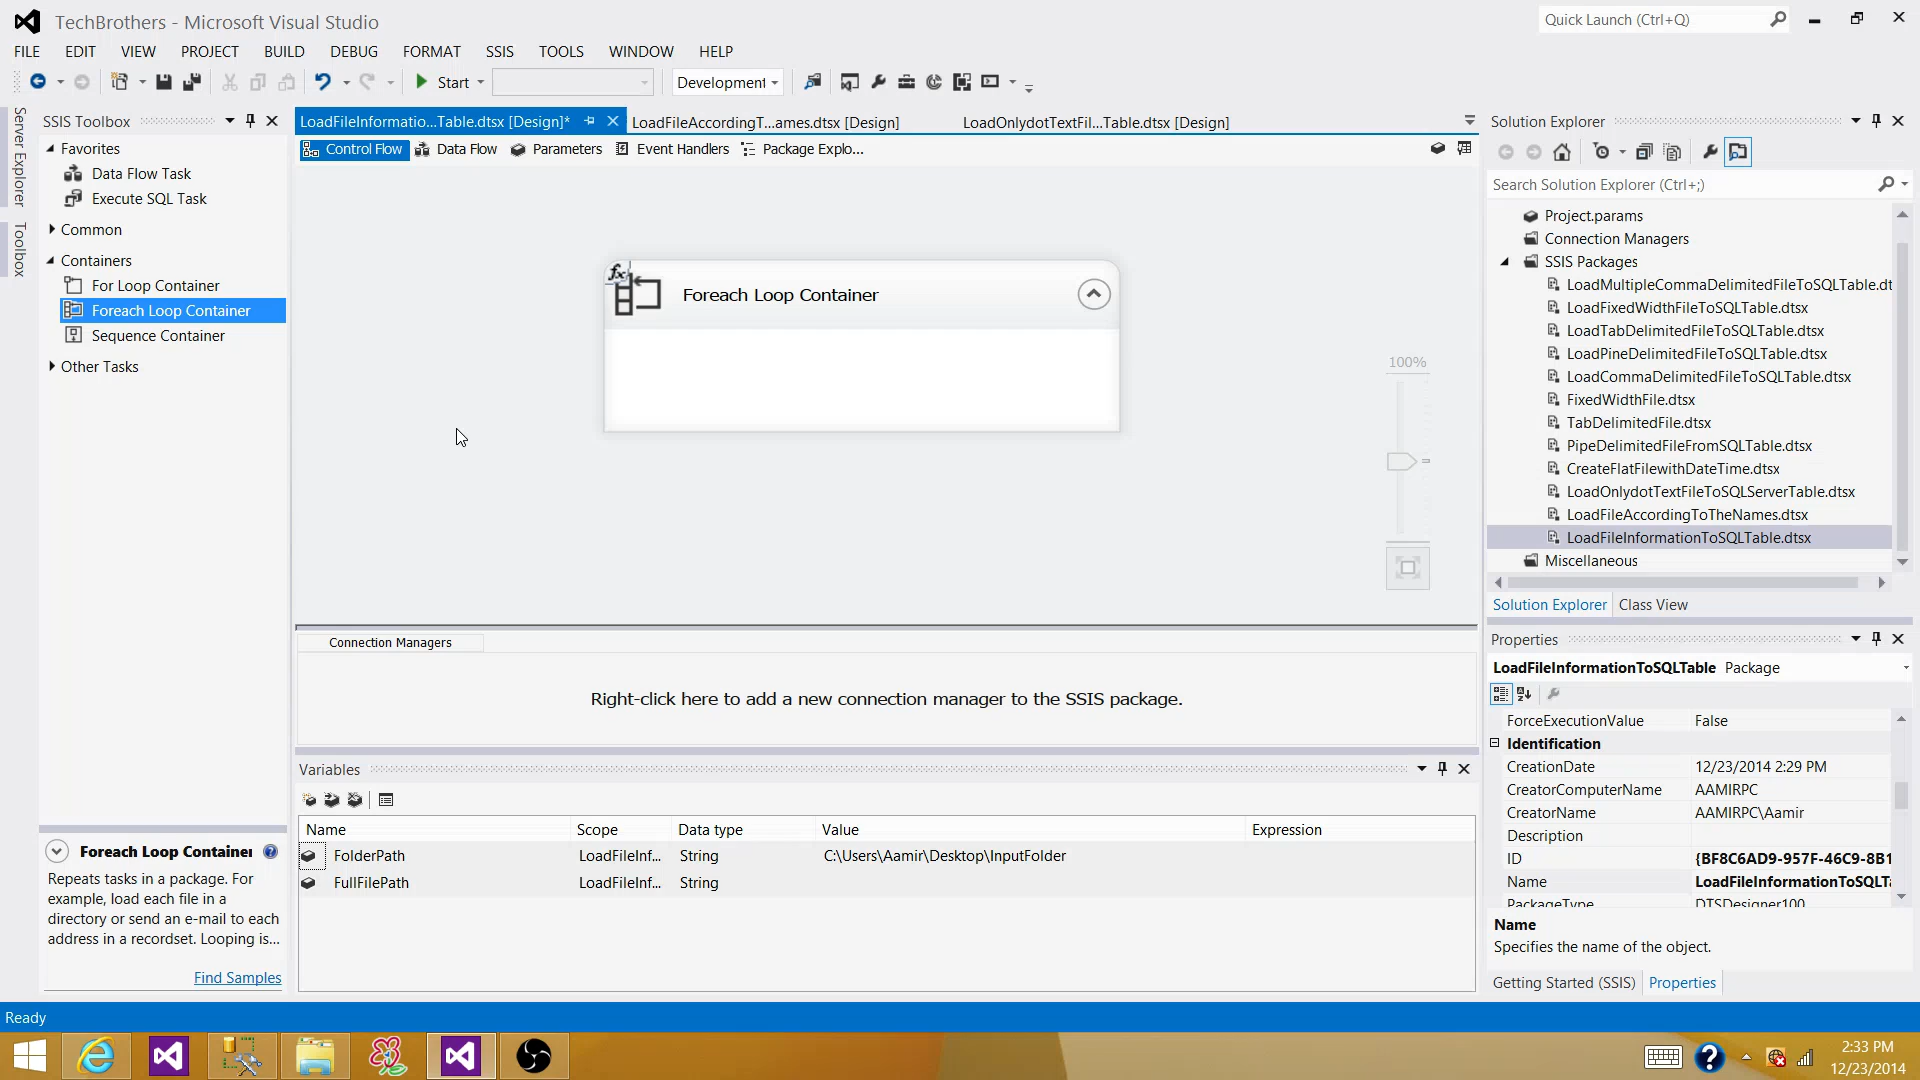 TechBrothers - Microsoft Visual Studio
Quick Launch (Ctrl+Q)
FILE EDIT VIEW PROJECT BUILD DEBUG FORMAT SSIS TOOLS WINDOW HELP
Start Development
Server Explorer
Toolbox
SSIS Toolbox
Favorites
Data Flow Task
Execute SQL Task
Common
Containers
For Loop Container
Foreach Loop Container
Sequence Container
Other Tasks
Foreach Loop Container
Repeats tasks in a package. For
example, load each file in a
directory or send an e-mail to each
address in a recordset. Looping is...
Find Samples
LoadFileInformatio...Table.dtsx [Design]* LoadFileAccordingT...ames.dtsx [Design] LoadOnlydotTextFil...Table.dtsx [Design]
Control Flow Data Flow Parameters Event Handlers Package Explo...
fx
Foreach Loop Container
100%
Connection Managers
Right-click here to add a new connection manager to the SSIS package.
Variables
Name Scope Data type Value Expression
FolderPath LoadFileInf... String C:\Users\Aamir\Desktop\InputFolder
FullFilePath LoadFileInf... String
Solution Explorer
Search Solution Explorer (Ctrl+;)
Project.params
Connection Managers
SSIS Packages
LoadMultipleCommaDelimitedFileToSQLTable.dt
LoadFixedWidthFileToSQLTable.dtsx
LoadTabDelimitedFileToSQLTable.dtsx
LoadPineDelimitedFileToSQLTable.dtsx
LoadCommaDelimitedFileToSQLTable.dtsx
FixedWidthFile.dtsx
TabDelimitedFile.dtsx
PipeDelimitedFileFromSQLTable.dtsx
CreateFlatFilewithDateTime.dtsx
LoadOnlydotTextFileToSQLServerTable.dtsx
LoadFileAccordingToTheNames.dtsx
LoadFileInformationToSQLTable.dtsx
Miscellaneous
Solution Explorer Class View
Properties
LoadFileInformationToSQLTable Package
ForceExecutionValue False
Identification
CreationDate 12/23/2014 2:29 PM
CreatorComputerName AAMIRPC
CreatorName AAMIRPC\Aamir
Description
ID {BF8C6AD9-957F-46C9-8B1
Name LoadFileInformationToSQLT
PackageType DTSDesigner100
Name
Specifies the name of the object.
Getting Started (SSIS) Properties
Ready
2:33 PM
12/23/2014